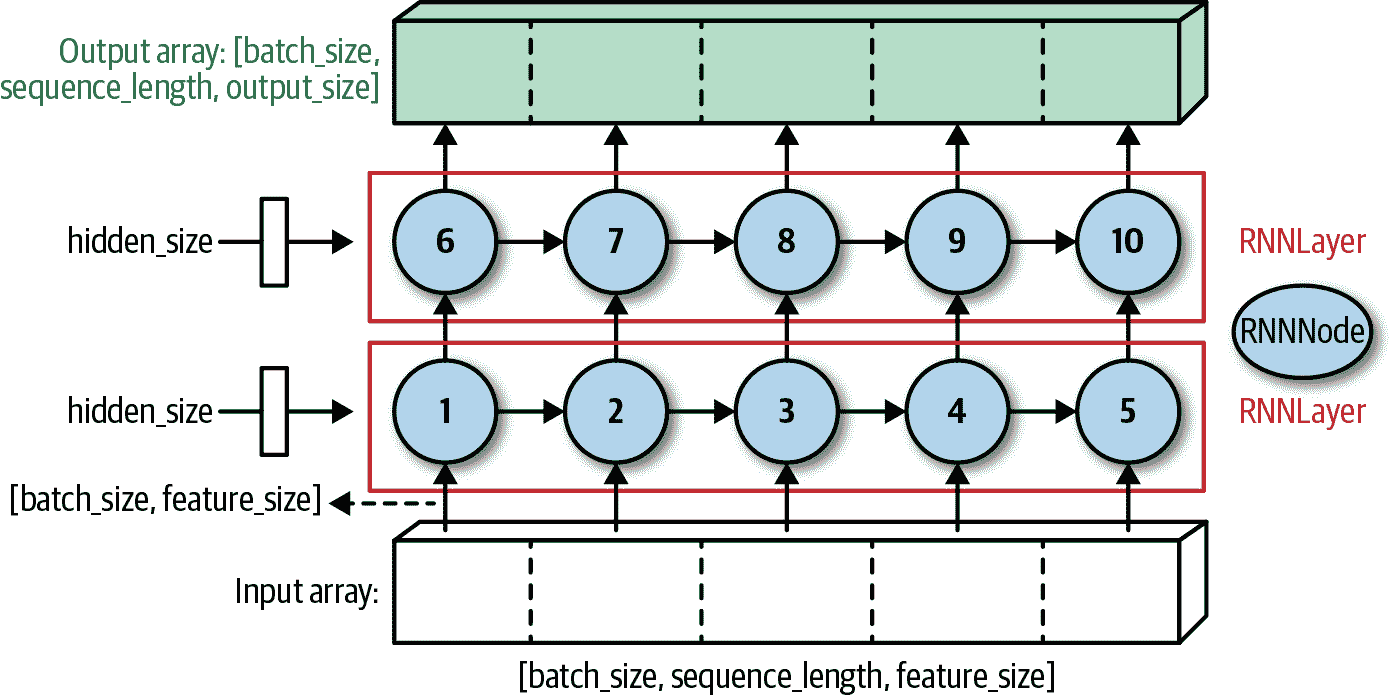 Output array: [batch_size,
sequence_length, output_size]
hidden_size
6
7
8
9
10
RNNLayer
RNNNode
hidden_size
1
2
3
4
5
RNNLayer
[batch_size, feature_size]
Input array:
[batch_size, sequence_length, feature_size]